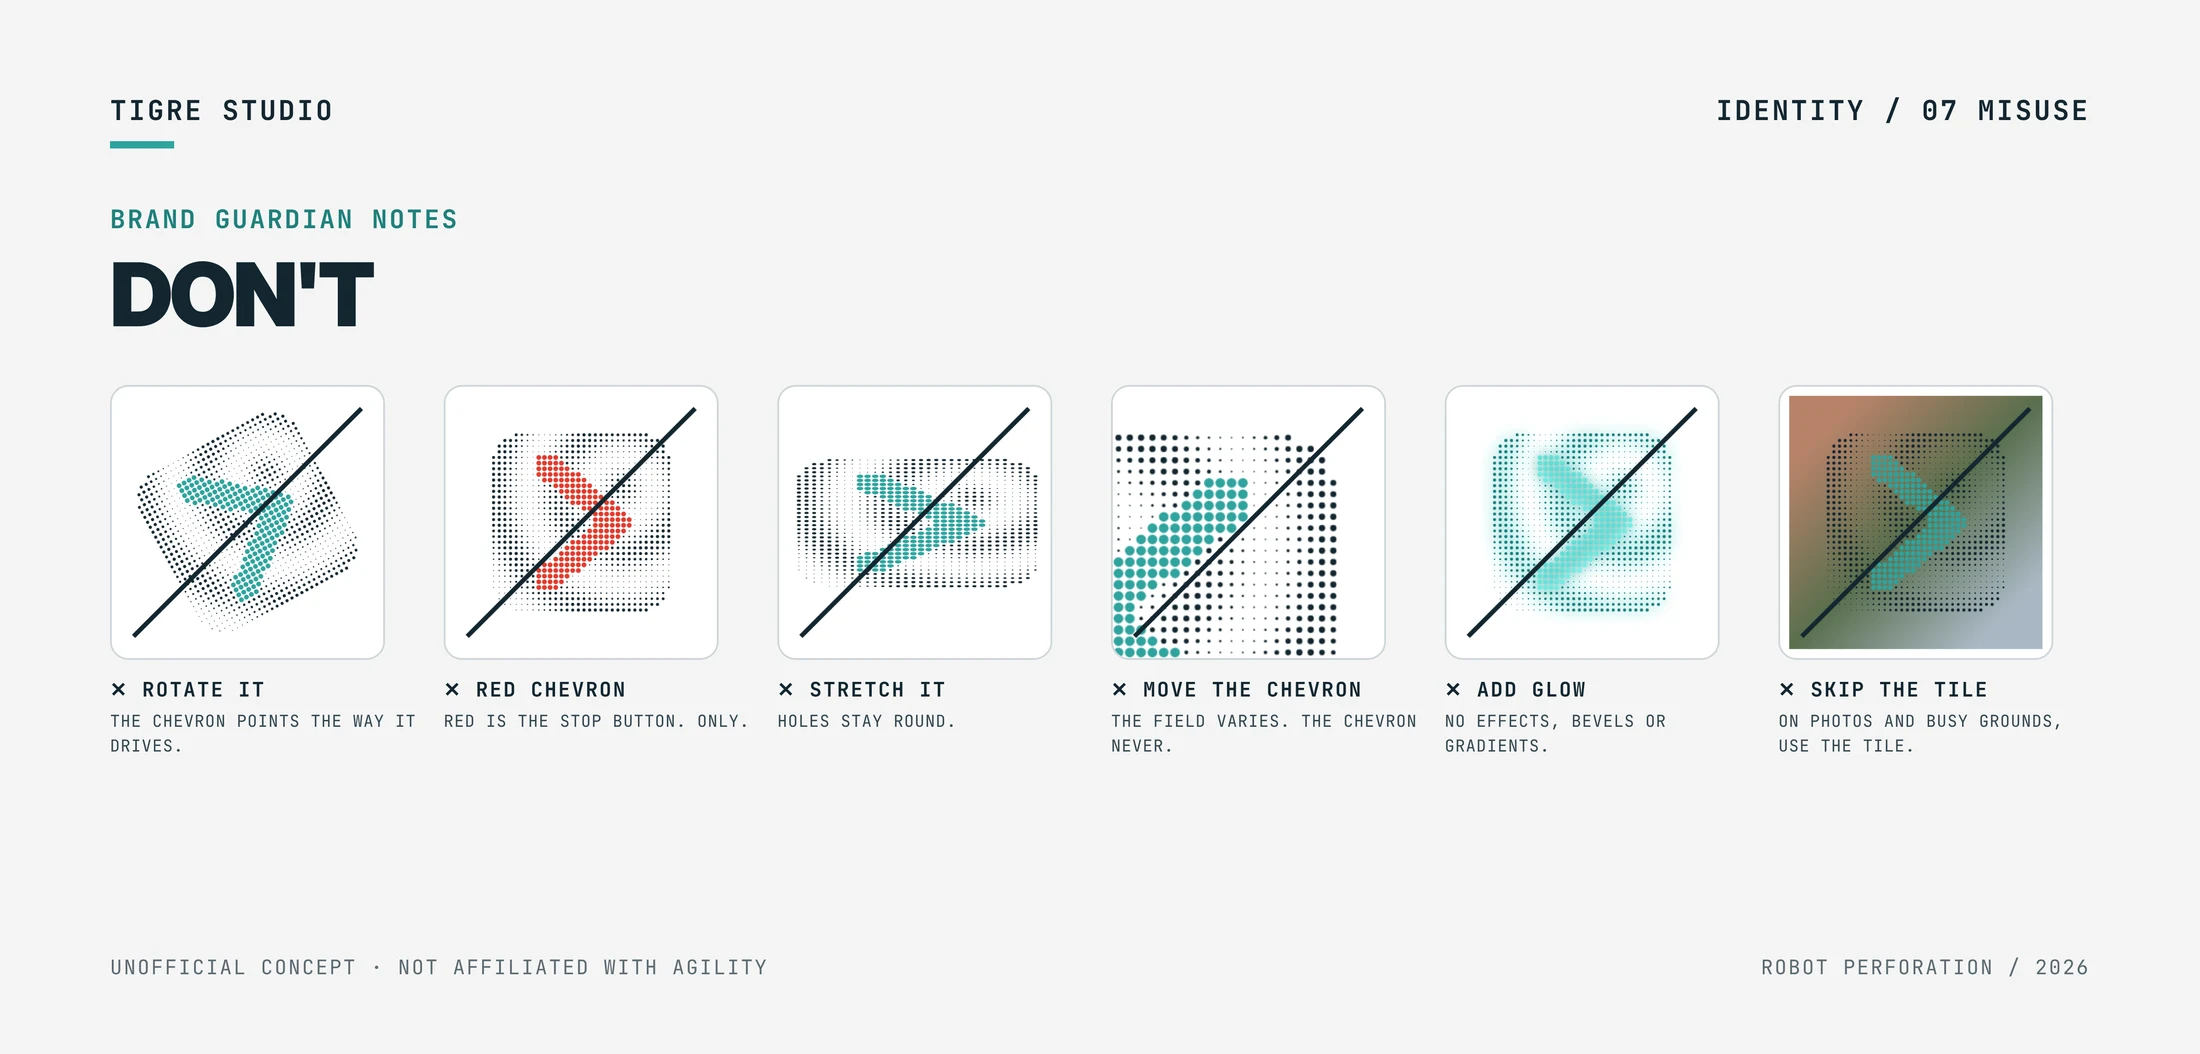 TIGRE STUDIO
IDENTITY / 07 MISUSE
BRAND GUARDIAN NOTES
DON'T
✕ ROTATE IT
THE CHEVRON POINTS THE WAY IT
DRIVES.
✕ RED CHEVRON
RED IS THE STOP BUTTON. ONLY.
✕ STRETCH IT
HOLES STAY ROUND.
✕ MOVE THE CHEVRON
THE FIELD VARIES. THE CHEVRON
NEVER.
✕ ADD GLOW
NO EFFECTS, BEVELS OR
GRADIENTS.
✕ SKIP THE TILE
ON PHOTOS AND BUSY GROUNDS,
USE THE TILE.
UNOFFICIAL CONCEPT · NOT AFFILIATED WITH AGILITY
ROBOT PERFORATION / 2026